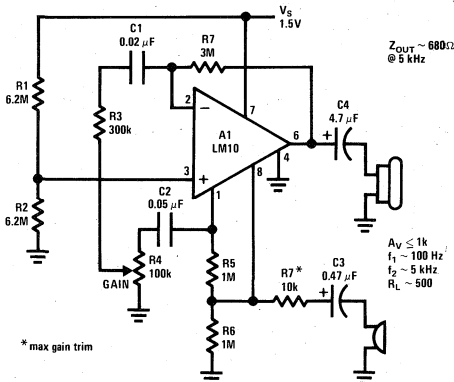 VS
1.5V
C1
0.02 μF
R7
3M
ZOUT ~ 680Ω
@ 5 kHz
R1
6.2M
R3
300k
2
7
A1
LM10
6
4
C4
4.7 μF
+
3
+
8
1
C2
0.05 μF
R2
6.2M
R4
100k
GAIN
R5
1M
R7*
10k
C3
0.47 μF
+
AV ≤ 1k
f1 ~ 100 Hz
f2 ~ 5 kHz
RL ~ 500
R6
1M
* max gain trim